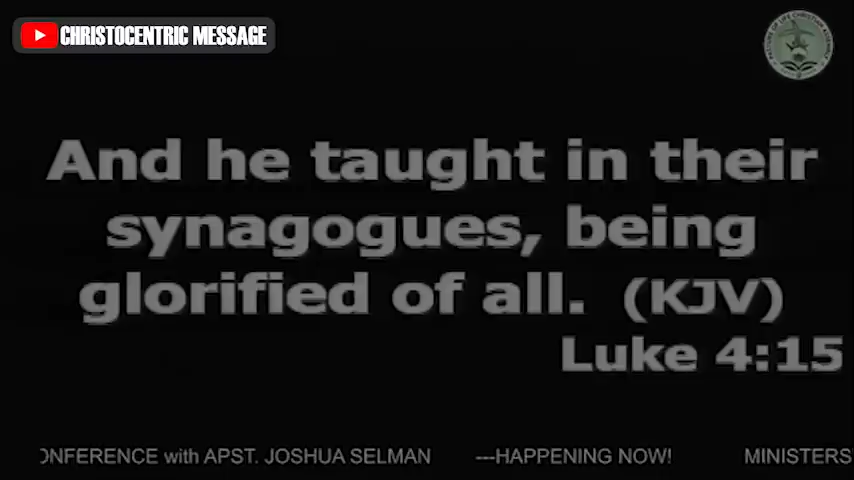 CHRISTOCENTRIC MESSAGE
And he taught in their
synagogues, being
glorified of all. (KJV)
Luke 4:15
ONFERENCE with APST. JOSHUA SELMAN ---HAPPENING NOW! MINISTERS